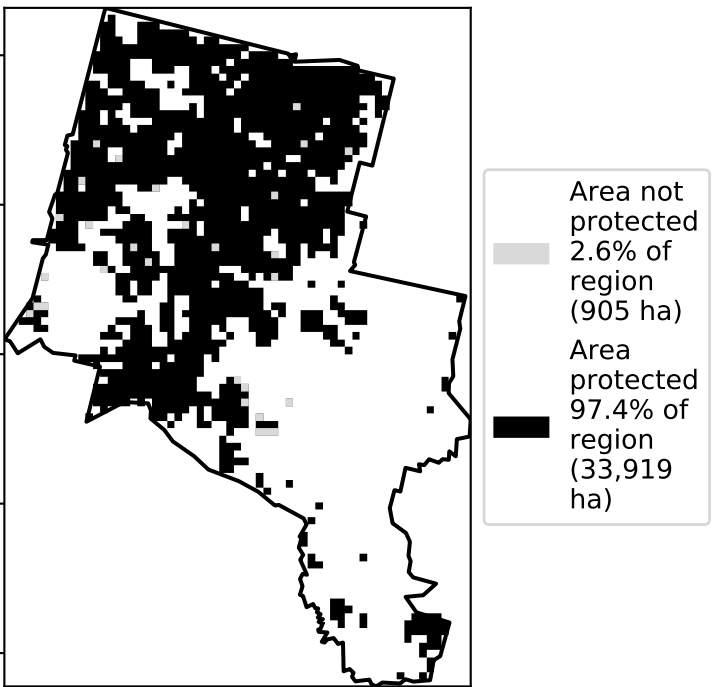 Area not
protected
2.6% of
region
(905 ha)
Area
protected
97.4% of
region
(33,919
ha)